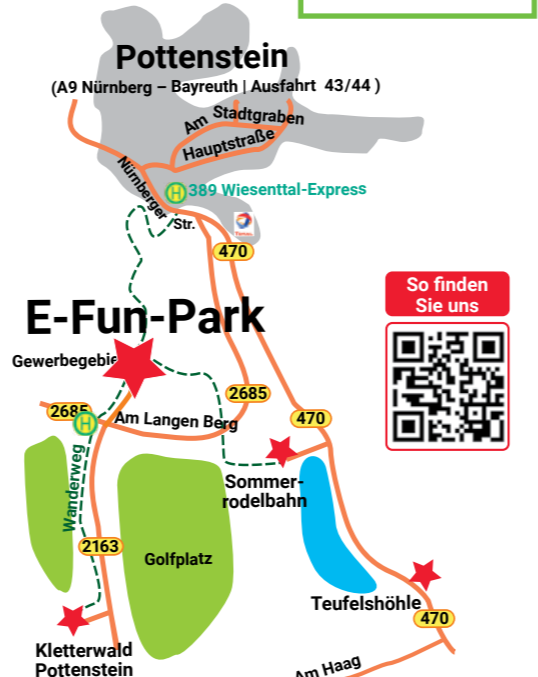 Pottenstein
(A9 Nürnberg – Bayreuth | Ausfahrt 43/44 )
Am Stadtgraben
Hauptstraße
Nürnberger
Str.
H 389 Wiesenttal-Express
470
E-Fun-Park
So finden
Sie uns
Gewerbegebie
2685
2685
H
Am Langen Berg
470
Wanderweg
Sommer-
rodelbahn
2163
Golfplatz
Teufelshöhle
470
Kletterwald
Pottenstein
Am Haag